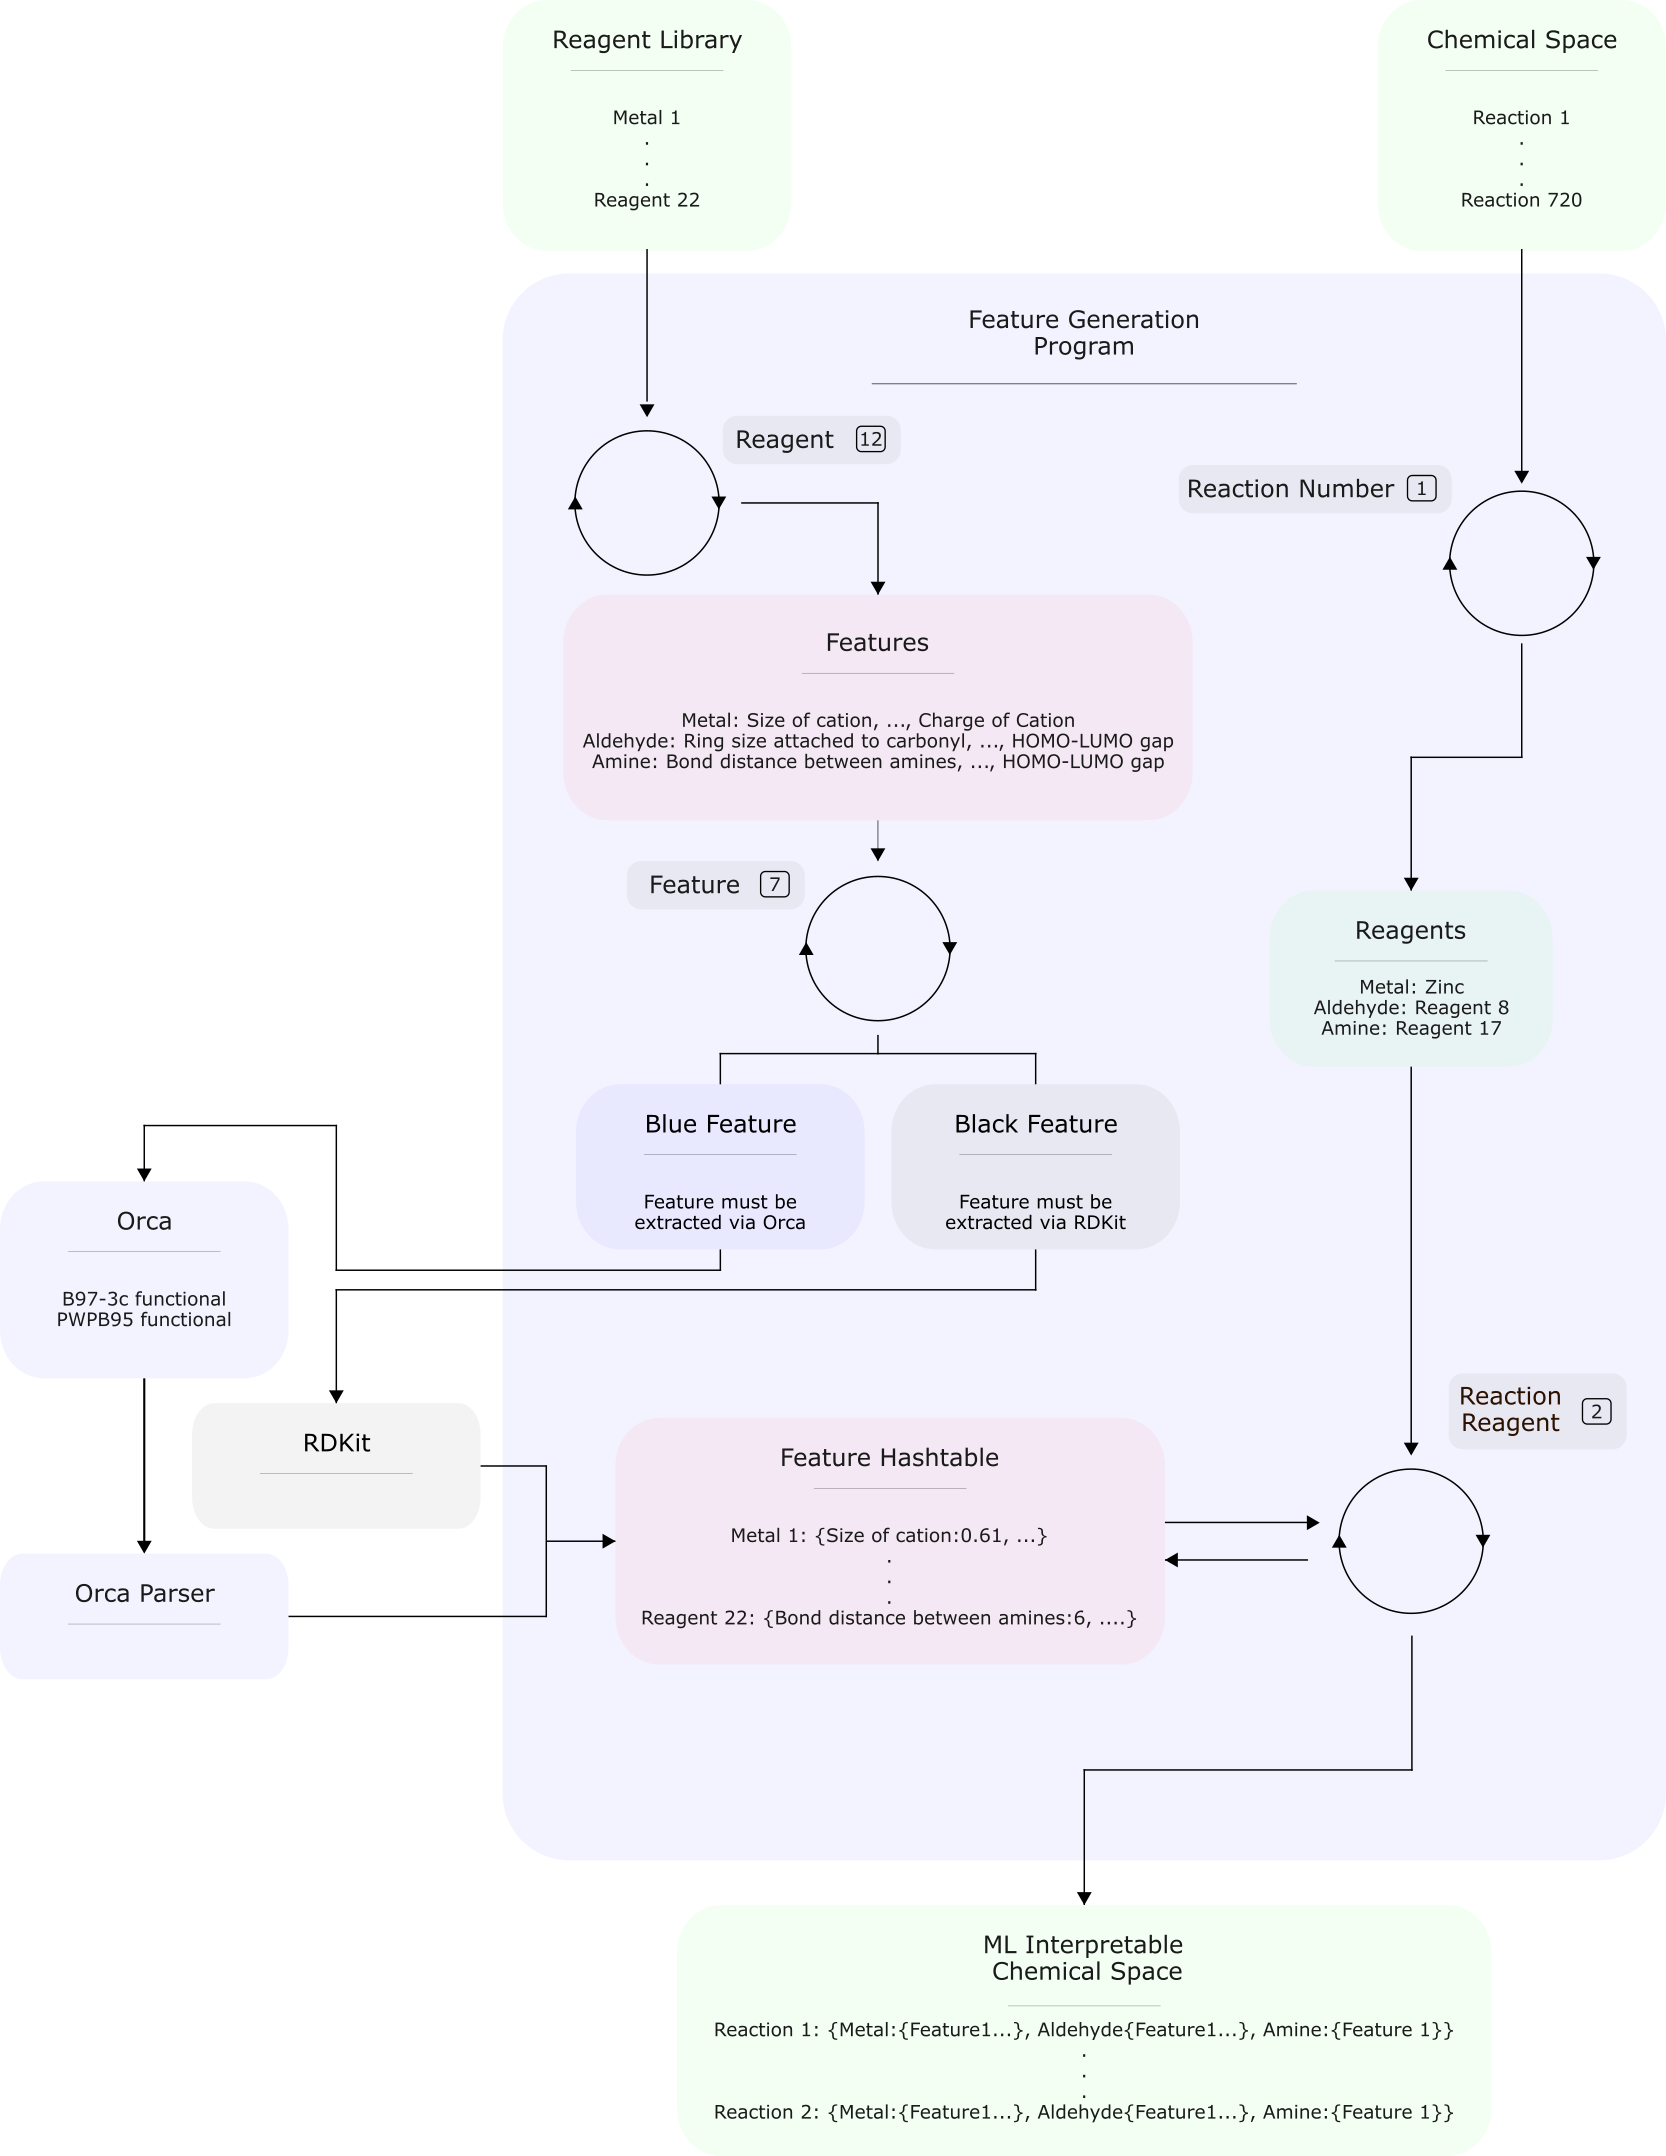 Reagent Library
Metal 1
.
.
.
Reagent 22
Chemical Space
Reaction 1
.
.
.
Reaction 720
Feature Generation
Program
Reagent 12
Reaction Number 1
Features
Metal: Size of cation, ..., Charge of Cation
Aldehyde: Ring size attached to carbonyl, ..., HOMO-LUMO gap
Amine: Bond distance between amines, ..., HOMO-LUMO gap
Feature 7
Reagents
Metal: Zinc
Aldehyde: Reagent 8
Amine: Reagent 17
Blue Feature
Feature must be
extracted via Orca
Black Feature
Feature must be
extracted via RDKit
Orca
B97-3c functional
PWPB95 functional
RDKit
Orca Parser
Feature Hashtable
Metal 1: {Size of cation:0.61, ...}
.
.
.
Reagent 22: {Bond distance between amines:6, ....}
Reaction
Reagent 2
ML Interpretable
Chemical Space
Reaction 1: {Metal:{Feature1...}, Aldehyde{Feature1...}, Amine:{Feature 1}}
.
.
.
Reaction 2: {Metal:{Feature1...}, Aldehyde{Feature1...}, Amine:{Feature 1}}